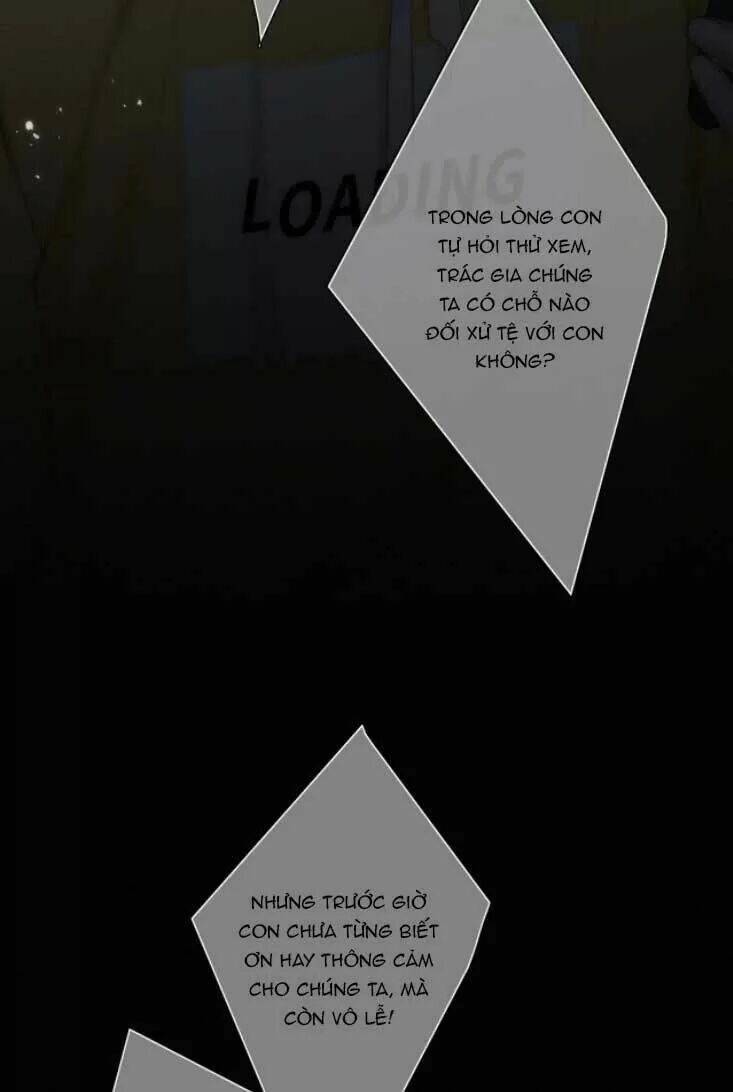 LOADING
TRONG LÒNG CON
TỰ HỎI THỬ XEM,
TRÁC GIA CHÚNG
TA CÓ CHỖ NÀO
ĐỐI XỬ TỆ VỚI CON
KHÔNG?
NHƯNG TRƯỚC GIỜ
CON CHƯA TỪNG BIẾT
ƠN HAY THÔNG CẢM
CHO CHÚNG TA, MÀ
CÒN VÔ LỄ!